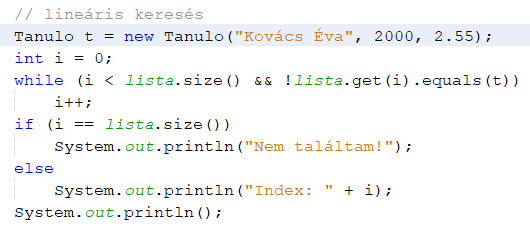 // lineáris keresés
Tanulo t = new Tanulo("Kovács Éva", 2000, 2.55);
int i = 0;
while (i < lista.size() && !lista.get(i).equals(t))
    i++;
if (i == lista.size())
    System.out.println("Nem találtam!");
else
    System.out.println("Index: " + i);
System.out.println();